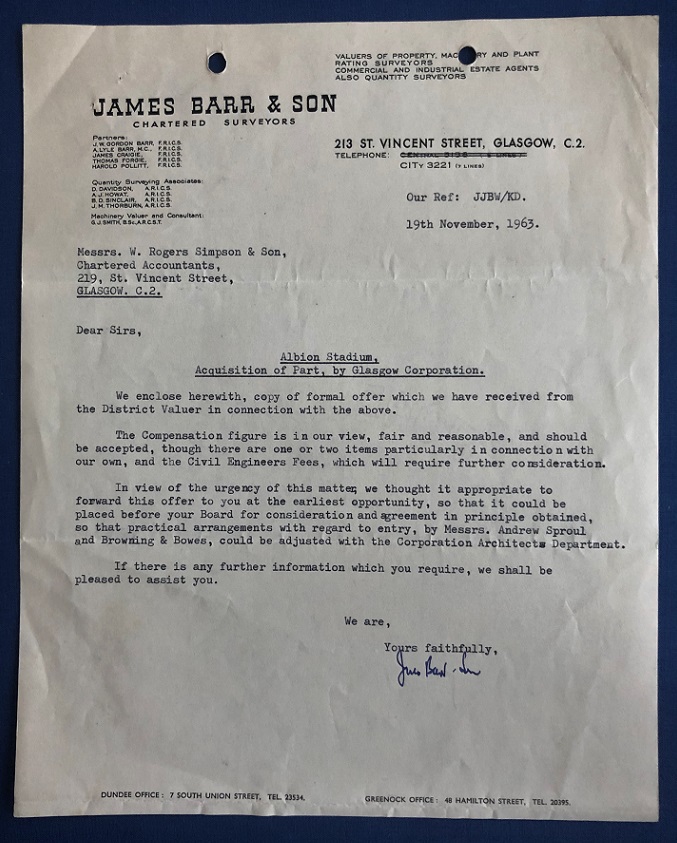 VALUERS OF PROPERTY, MACHINERY AND PLANT
RATING SURVEYORS
COMMERCIAL AND INDUSTRIAL ESTATE AGENTS
ALSO QUANTITY SURVEYORS
JAMES BARR & SON
CHARTERED SURVEYORS
Partners:
J.W. GORDON BARR, F.R.I.C.S.
A. LYLE BARR, M.C., F.R.I.C.S.
JAMES CRAIGIE, F.R.I.C.S.
THOMAS FORGIE, F.R.I.C.S.
HAROLD POLLITT, F.R.I.C.S.
Quantity Surveying Associates:
D. DAVIDSON, A.R.I.C.S.
A.J. HOWAT, A.R.I.C.S.
B.D. SINCLAIR, A.R.I.C.S.
J.M. THORBURN, A.R.I.C.S.
Machinery Valuer and Consultant:
G.J. SMITH, B.Sc., A.R.C.S.T.
213 ST. VINCENT STREET, GLASGOW, C.2.
TELEPHONE:
CITY 3221 (7 LINES)
Our Ref: JJBW/KD.
19th November, 1963.
Messrs. W. Rogers Simpson & Son,
Chartered Accountants,
219, St. Vincent Street,
GLASGOW. C.2.
Dear Sirs,
Albion Stadium,
Acquisition of Part, by Glasgow Corporation.
We enclose herewith, copy of formal offer which we have received from
the District Valuer in connection with the above.
The Compensation figure is in our view, fair and reasonable, and should
be accepted, though there are one or two items particularly in connection with
our own, and the Civil Engineers Fees, which will require further consideration.
In view of the urgency of this matter, we thought it appropriate to
forward this offer to you at the earliest opportunity, so that it could be
placed before your Board for consideration and agreement in principle obtained,
so that practical arrangements with regard to entry, by Messrs. Andrew Sproul
and Browning & Bowes, could be adjusted with the Corporation Architects Department.
If there is any further information which you require, we shall be
pleased to assist you.
We are,
Yours faithfully,
James Barr & Son
DUNDEE OFFICE: 7 SOUTH UNION STREET, TEL. 23534.
GREENOCK OFFICE: 48 HAMILTON STREET, TEL. 20395.